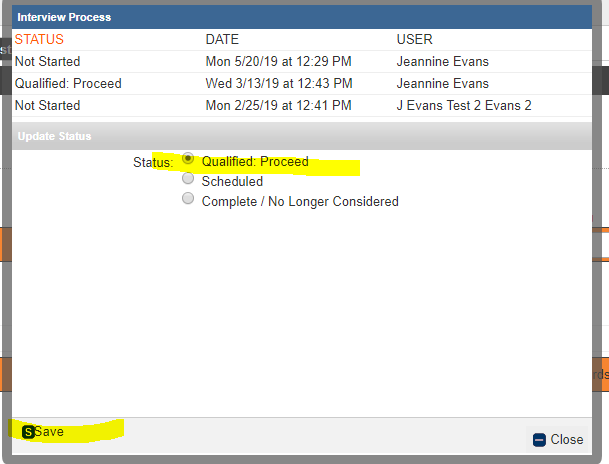 Interview Process
STATUS DATE USER
Not Started Mon 5/20/19 at 12:29 PM Jeannine Evans
Qualified: Proceed Wed 3/13/19 at 12:43 PM Jeannine Evans
Not Started Mon 2/25/19 at 12:41 PM J Evans Test 2 Evans 2
Update Status
Status: Qualified: Proceed
Scheduled
Complete / No Longer Considered
rds
S Save
Close